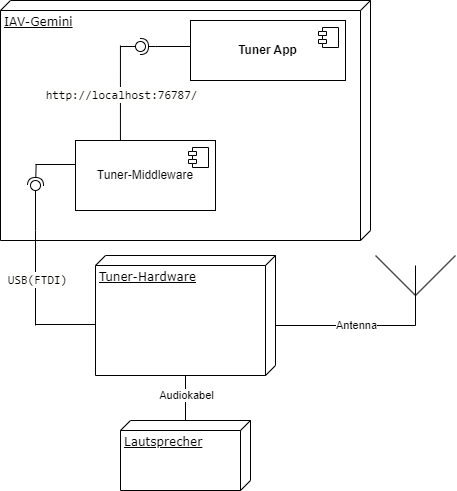 IAV-Gemini
Tuner App
http://localhost:76787/
Tuner-Middleware
USB(FTDI)
Tuner-Hardware
Antenna
Audiokabel
Lautsprecher